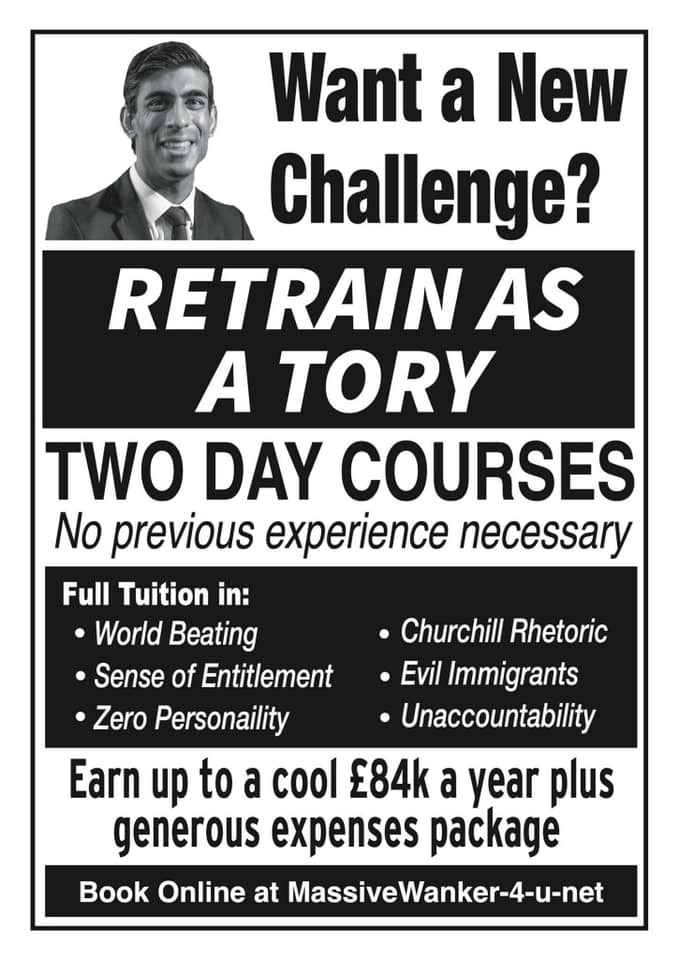 Want a New
Challenge?
RETRAIN AS
A TORY
TWO DAY COURSES
No previous experience necessary
Full Tuition in:
• World Beating
• Sense of Entitlement
• Zero Personaility
• Churchill Rhetoric
• Evil Immigrants
• Unaccountability
Earn up to a cool £84k a year plus
generous expenses package
Book Online at MassiveWanker-4-u-net